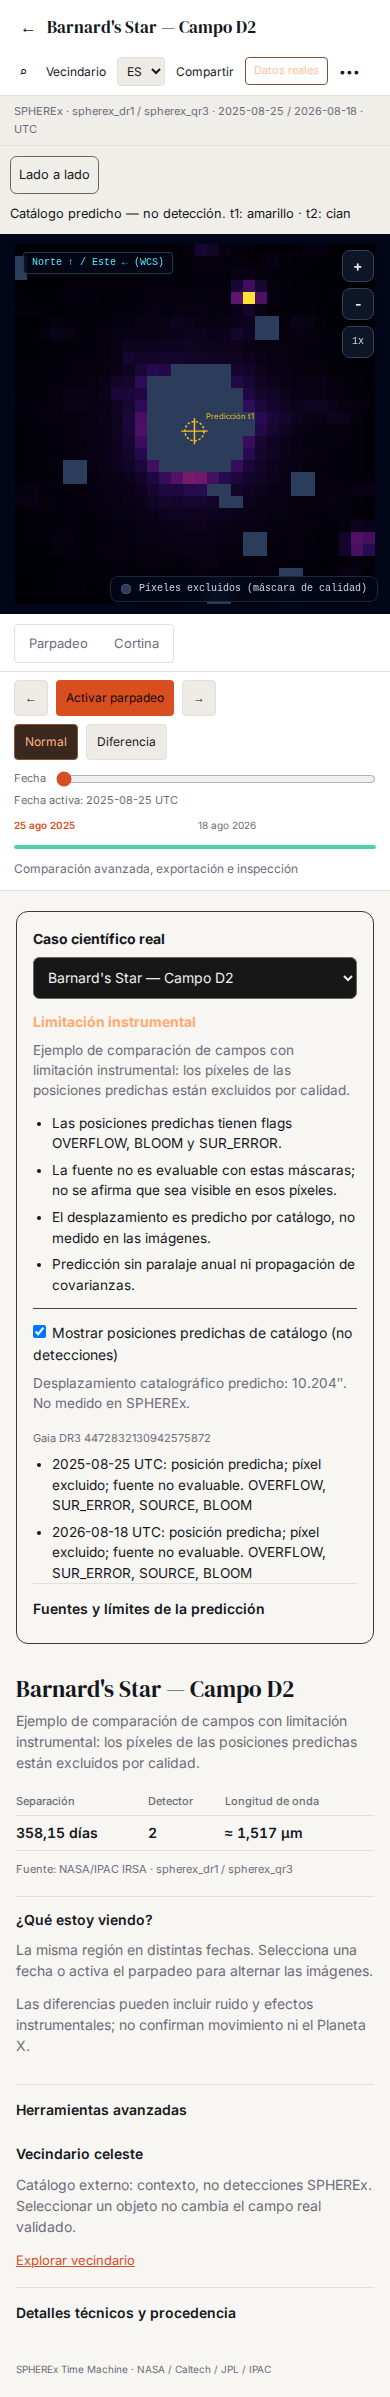 ← Barnard's Star — Campo D2
Vecindario ES Compartir Datos reales •••
SPHEREx · spherex_dr1 / spherex_qr3 · 2025-08-25 / 2026-08-18 ·
UTC
Lado a lado
Catálogo predicho — no detección. t1: amarillo · t2: cian
Norte ↑ / Este ← (WCS)
+
-
1x
Predicción t1
Píxeles excluidos (máscara de calidad)
Parpadeo Cortina
← Activar parpadeo →
Normal Diferencia
Fecha
Fecha activa: 2025-08-25 UTC
25 ago 2025 18 ago 2026
Comparación avanzada, exportación e inspección
Caso científico real
Barnard's Star — Campo D2
Limitación instrumental
Ejemplo de comparación de campos con
limitación instrumental: los píxeles de las
posiciones predichas están excluidos por calidad.
• Las posiciones predichas tienen flags
OVERFLOW, BLOOM y SUR_ERROR.
• La fuente no es evaluable con estas máscaras;
no se afirma que sea visible en esos píxeles.
• El desplazamiento es predicho por catálogo, no
medido en las imágenes.
• Predicción sin paralaje anual ni propagación de
covarianzas.
Mostrar posiciones predichas de catálogo (no
detecciones)
Desplazamiento catalográfico predicho: 10.204″.
No medido en SPHEREx.
Gaia DR3 4472832130942575872
• 2025-08-25 UTC: posición predicha; píxel
excluido; fuente no evaluable. OVERFLOW,
SUR_ERROR, SOURCE, BLOOM
• 2026-08-18 UTC: posición predicha; píxel
excluido; fuente no evaluable. OVERFLOW,
SUR_ERROR, SOURCE, BLOOM
Fuentes y límites de la predicción
Barnard's Star — Campo D2
Ejemplo de comparación de campos con limitación
instrumental: los píxeles de las posiciones predichas
están excluidos por calidad.
Separación Detector Longitud de onda
358,15 días 2 ≈ 1,517 µm
Fuente: NASA/IPAC IRSA · spherex_dr1 / spherex_qr3
¿Qué estoy viendo?
La misma región en distintas fechas. Selecciona una
fecha o activa el parpadeo para alternar las imágenes.
Las diferencias pueden incluir ruido y efectos
instrumentales; no confirman movimiento ni el Planeta
X.
Herramientas avanzadas
Vecindario celeste
Catálogo externo: contexto, no detecciones SPHEREx.
Seleccionar un objeto no cambia el campo real
validado.
Explorar vecindario
Detalles técnicos y procedencia
SPHEREx Time Machine · NASA / Caltech / JPL / IPAC